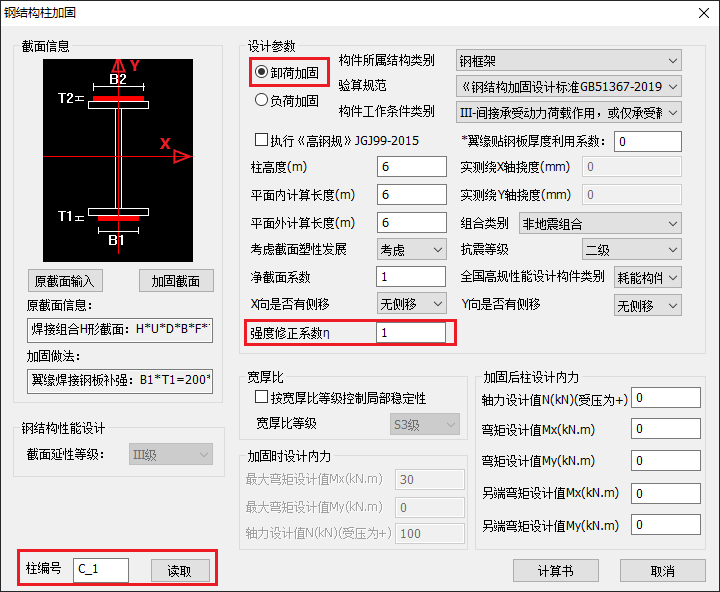 钢结构柱加固
截面信息
Y
B2
T2
X
T1
B1
原截面输入 加固截面
原截面信息：
焊接组合H形截面：H*U*D*B*F*
加固做法：
翼缘焊接钢板补强：B1*T1=200*
钢结构性能设计
截面延性等级： III级
柱编号 C_1 读取
设计参数
卸荷加固
负荷加固
构件所属结构类别 钢框架
验算规范 《钢结构加固设计标准GB51367-2019
构件工作条件类别 III-间接承受动力荷载作用，或仅承受
执行《高钢规》JGJ99-2015 *翼缘贴钢板厚度利用系数： 0
柱高度(m) 6 实测绕X轴挠度(mm) 0
平面内计算长度(m) 6 实测绕Y轴挠度(mm) 0
平面外计算长度(m) 6 组合类别 非地震组合
考虑截面塑性发展 考虑 抗震等级 二级
净截面系数 1 全国高规性能设计构件类别 耗能构件
X向是否有侧移 无侧移 Y向是否有侧移 无侧移
强度修正系数η 1
宽厚比
按宽厚比等级控制局部稳定性
宽厚比等级 S3级
加固时设计内力
最大弯矩设计值Mx(kN.m) 30
最大弯矩设计值My(kN.m) 0
轴力设计值N(kN)(受压为+) 100
加固后柱设计内力
轴力设计值N(kN)(受压为+) 0
弯矩设计值Mx(kN.m) 0
弯矩设计值My(kN.m) 0
另端弯矩设计值Mx(kN.m) 0
另端弯矩设计值My(kN.m) 0
计算书 取消